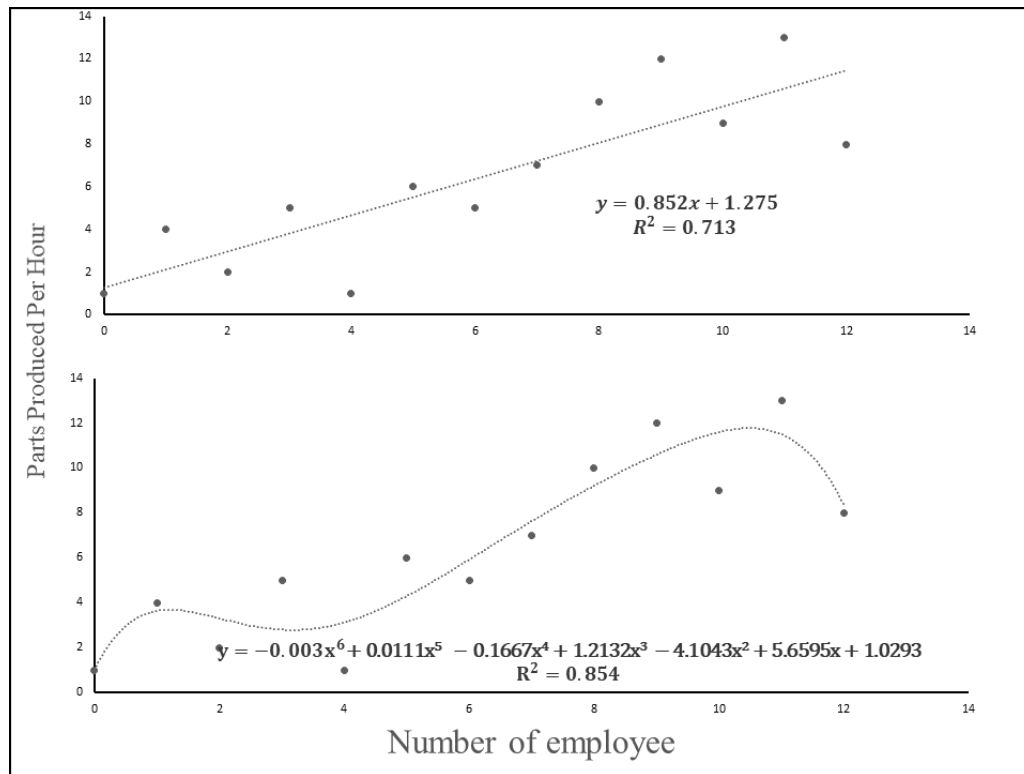 14
12
10
8
6
4
2
0
0 2 4 6 8 10 12 14
y = 0.852x + 1.275
R² = 0.713
Parts Produced Per Hour
14
12
10
8
6
4
2
0
0 2 4 6 8 10 12 14
y = −0.003x⁶ + 0.0111x⁵ − 0.1667x⁴ + 1.2132x³ − 4.1043x² + 5.6595x + 1.0293
R² = 0.854
Number of employee